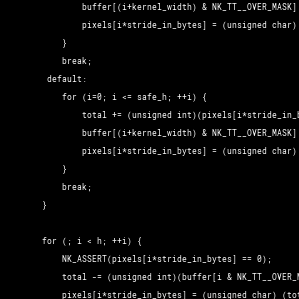 buffer[(i+kernel_width) & NK_TT__OVER_MASK]
pixels[i*stride_in_bytes] = (unsigned char)
}
break;
default:
for (i=0; i <= safe_h; ++i) {
total += (unsigned int)(pixels[i*stride_in_b
buffer[(i+kernel_width) & NK_TT__OVER_MASK]
pixels[i*stride_in_bytes] = (unsigned char)
}
break;
}
for (; i < h; ++i) {
NK_ASSERT(pixels[i*stride_in_bytes] == 0);
total -= (unsigned int)(buffer[i & NK_TT__OVER_M
pixels[i*stride_in_bytes] = (unsigned char) (tot